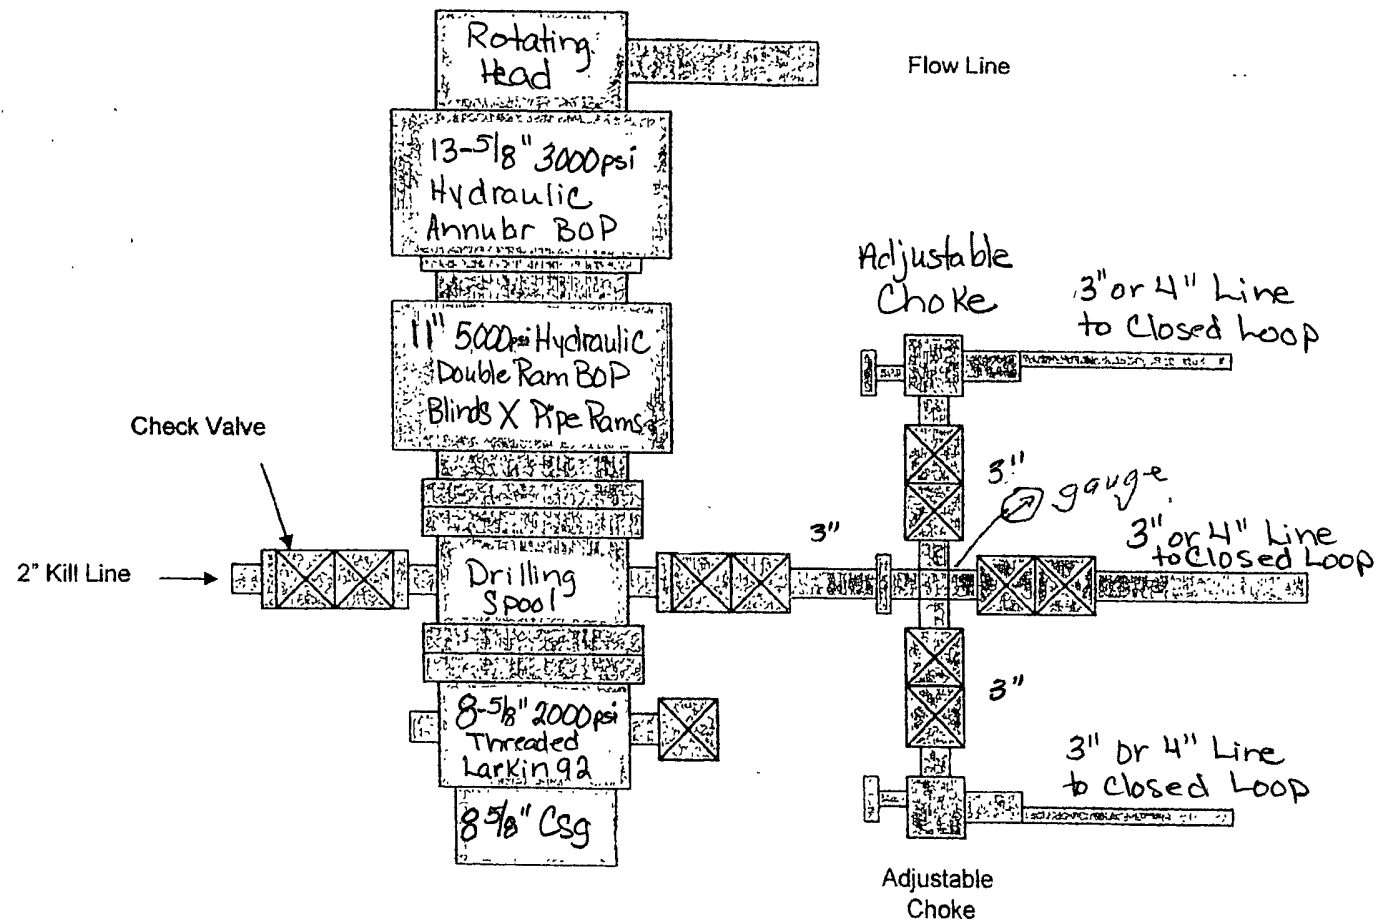 Rotating
Head
Flow Line
13-5/8" 3000psi
Hydraulic
Annular BOP
11" 5,000psi Hydraulic
Double Ram BOP
Blinds X Pipe Rams
Adjustable
Choke
3" or 4" Line
to Closed Loop
Check Valve
3"
gauge
2" Kill Line
Drilling
Spool
3"
3" or 4" Line
to Closed Loop
8-5/8" 2000psi
Threaded
Larkin 92
3"
3" or 4" Line
to Closed Loop
8 5/8" Csg
Adjustable
Choke